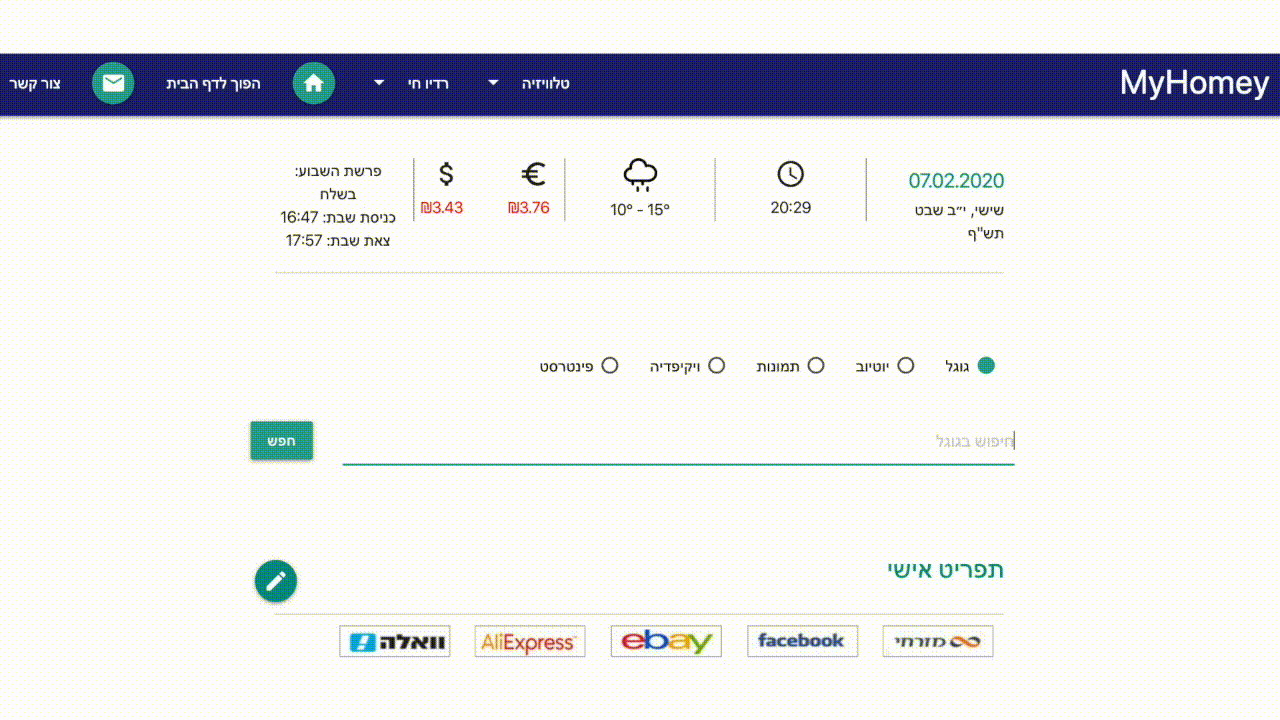 MyHomey
טלוויזיה
רדיו חי
הפוך לדף הבית
צור קשר
07.02.2020
שישי, י״ב שבט
תש"ף
20:29
10° - 15°
€
₪3.76
$
₪3.43
פרשת השבוע:
בשלח
כניסת שבת: 16:47
צאת שבת: 17:57
גוגל
יוטיוב
תמונות
ויקיפדיה
פינטרסט
חיפוש בגוגל
חפש
תפריט אישי
מזרחי
facebook
ebay
AliExpress
וואלה